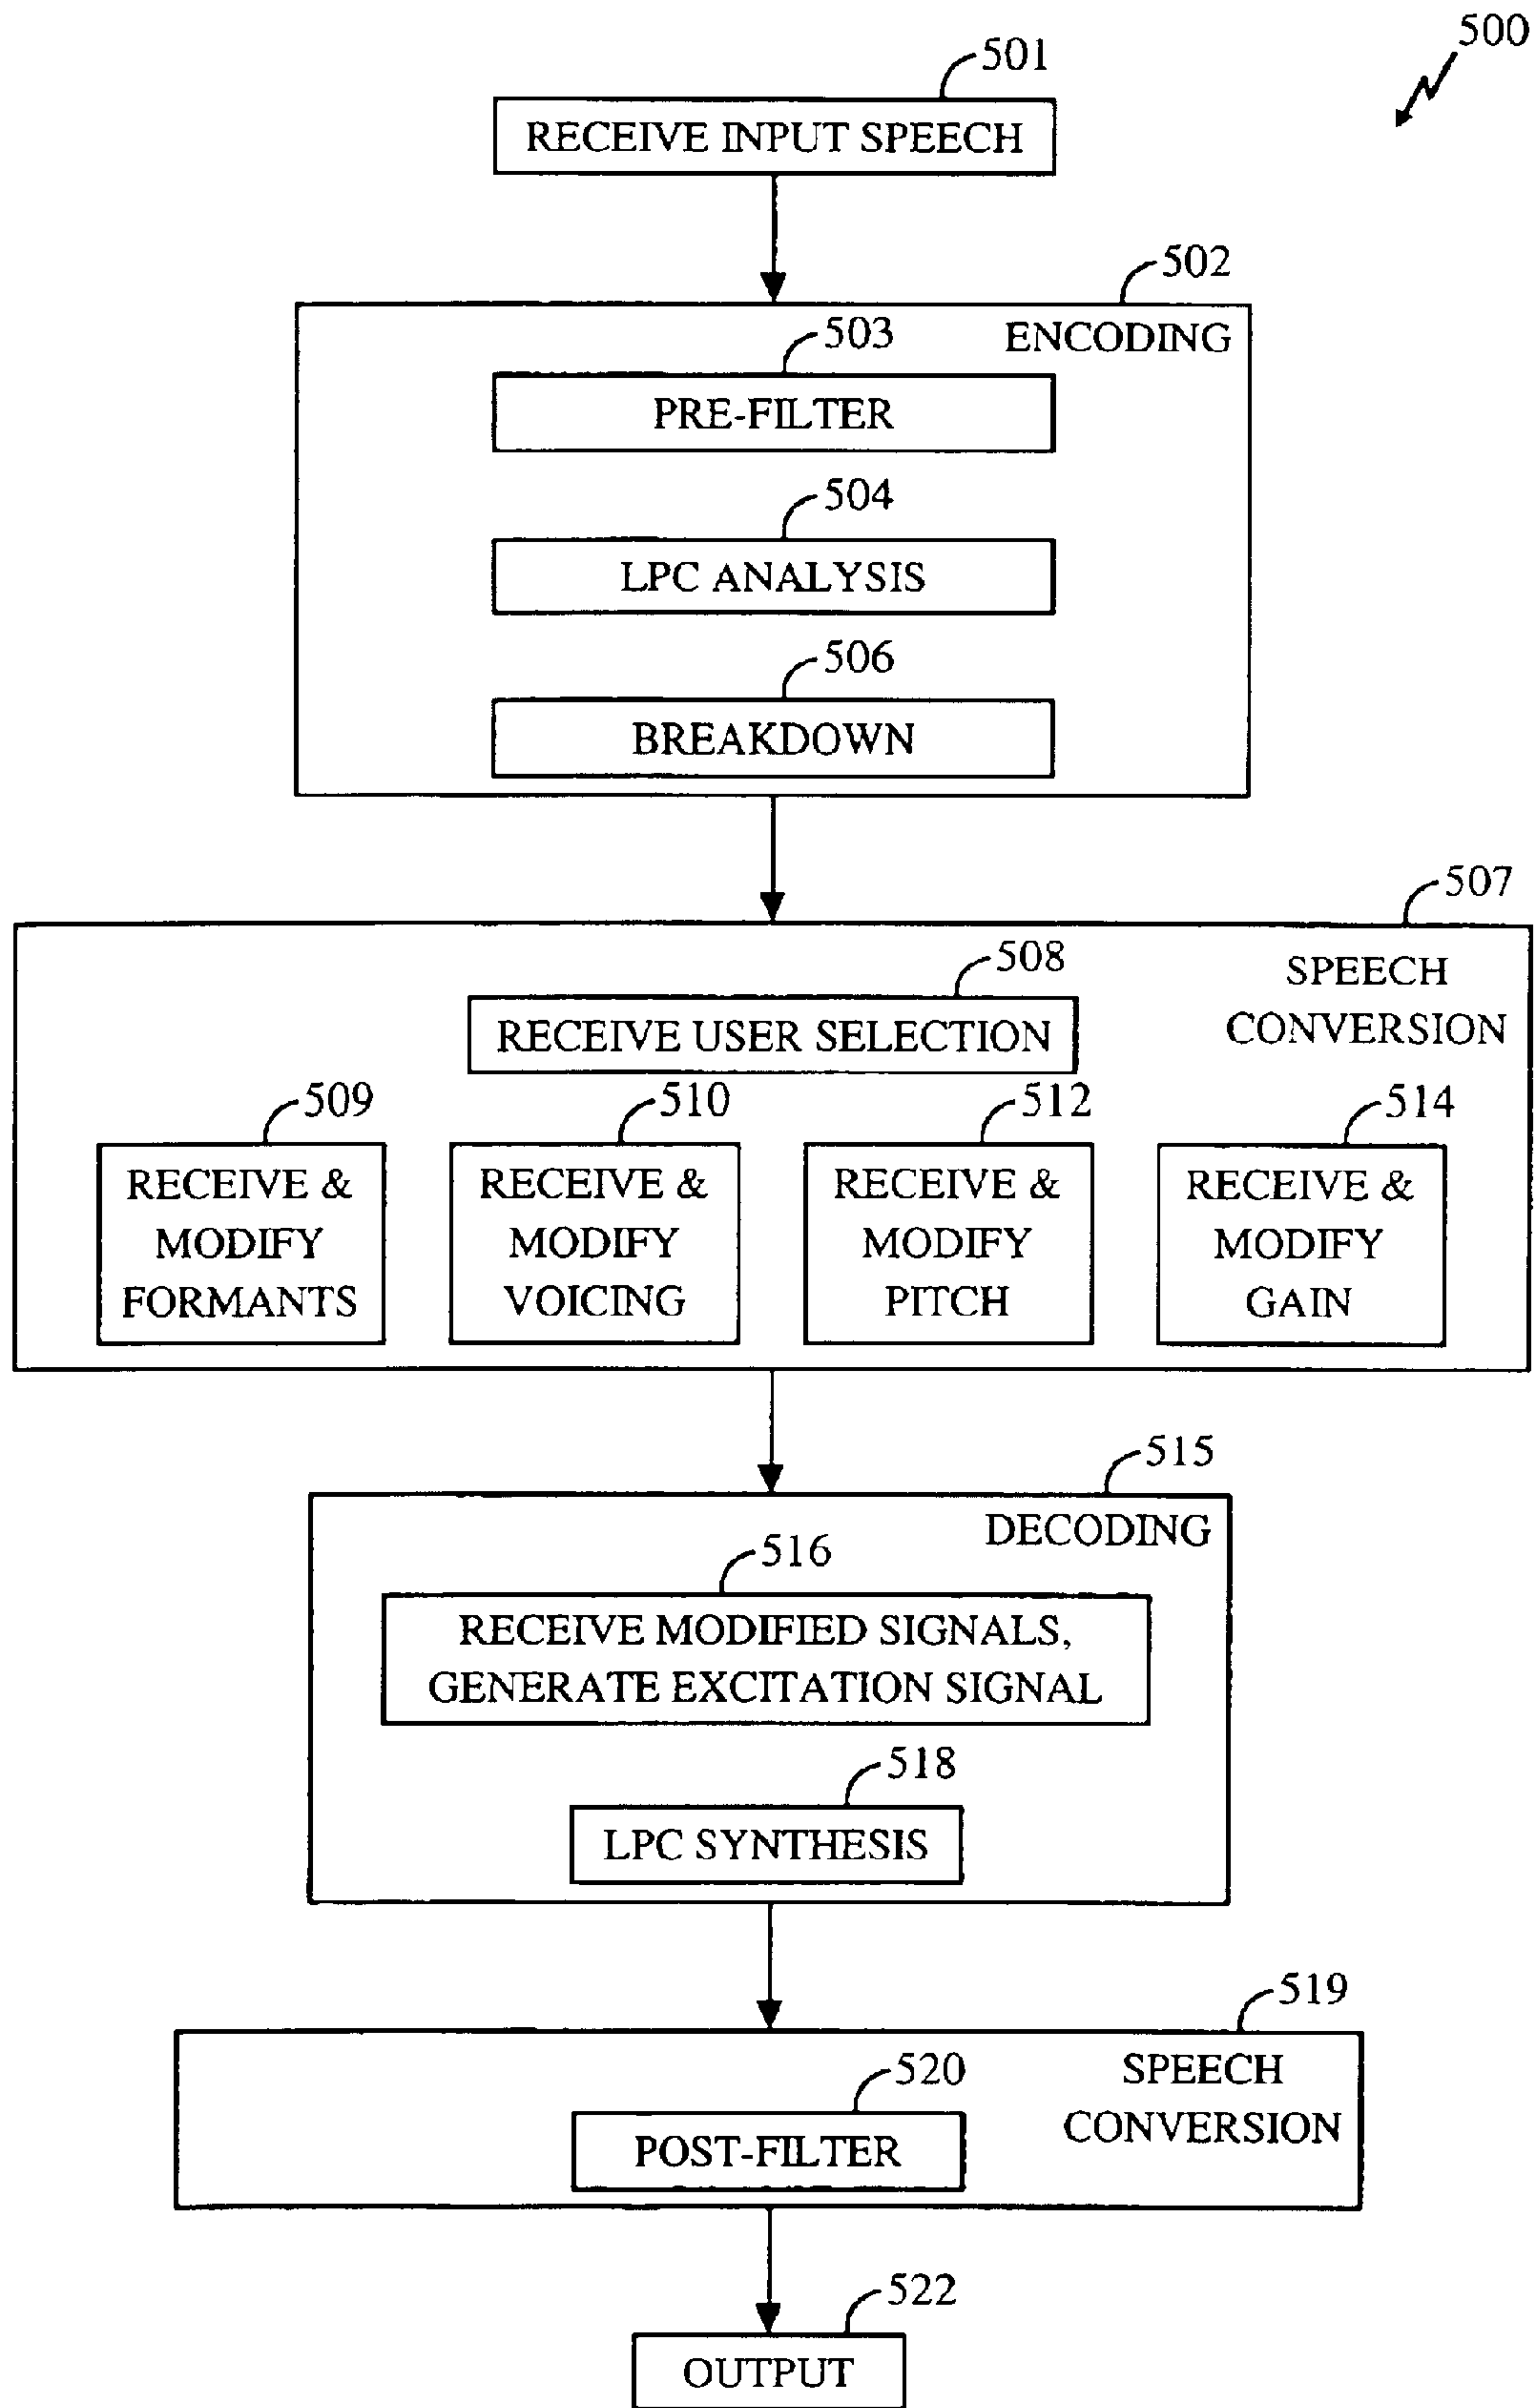 500
501
RECEIVE INPUT SPEECH
502
ENCODING
503
PRE-FILTER
504
LPC ANALYSIS
506
BREAKDOWN
507
SPEECH
CONVERSION
508
RECEIVE USER SELECTION
509
RECEIVE &
MODIFY
FORMANTS
510
RECEIVE &
MODIFY
VOICING
512
RECEIVE &
MODIFY
PITCH
514
RECEIVE &
MODIFY
GAIN
515
DECODING
516
RECEIVE MODIFIED SIGNALS,
GENERATE EXCITATION SIGNAL
518
LPC SYNTHESIS
519
SPEECH
CONVERSION
520
POST-FILTER
522
OUTPUT